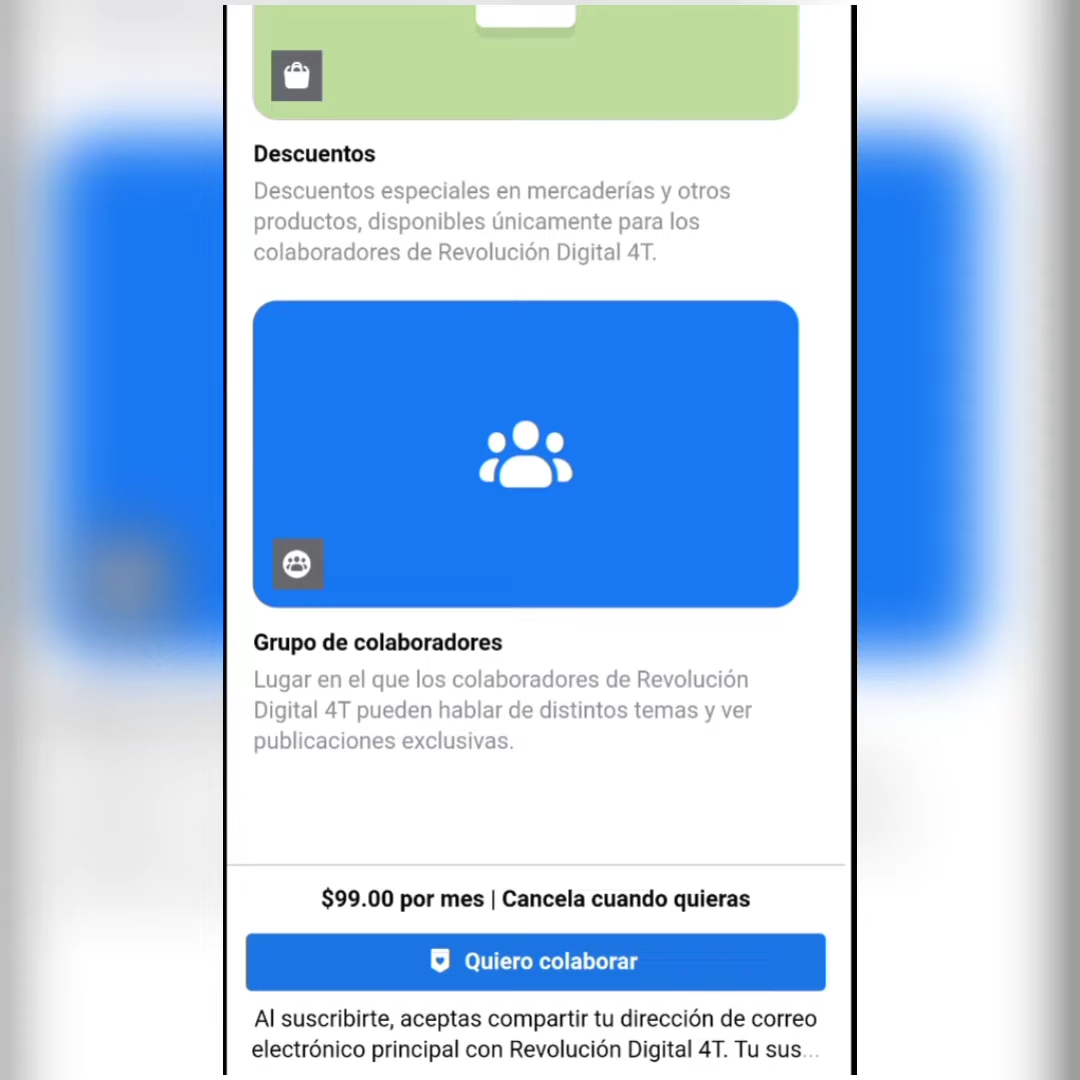 Descuentos
Descuentos especiales en mercaderías y otros
productos, disponibles únicamente para los
colaboradores de Revolución Digital 4T.
Grupo de colaboradores
Lugar en el que los colaboradores de Revolución
Digital 4T pueden hablar de distintos temas y ver
publicaciones exclusivas.
$99.00 por mes | Cancela cuando quieras
Quiero colaborar
Al suscribirte, aceptas compartir tu dirección de correo
electrónico principal con Revolución Digital 4T. Tu sus...